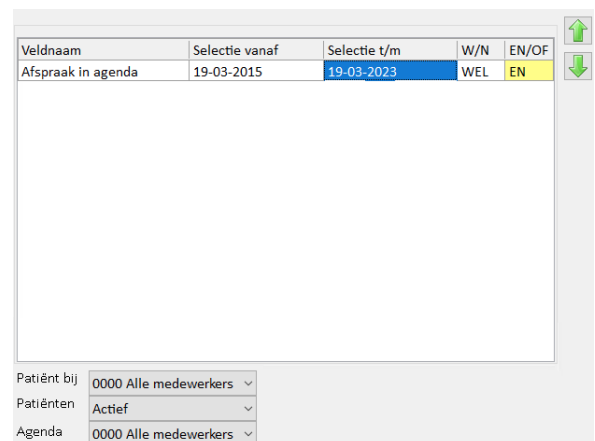 Veldnaam Selectie vanaf Selectie t/m W/N EN/OF
Afspraak in agenda 19-03-2015 19-03-2023 WEL EN
Patiënt bij 0000 Alle medewerkers
Patiënten Actief
Agenda 0000 Alle medewerkers